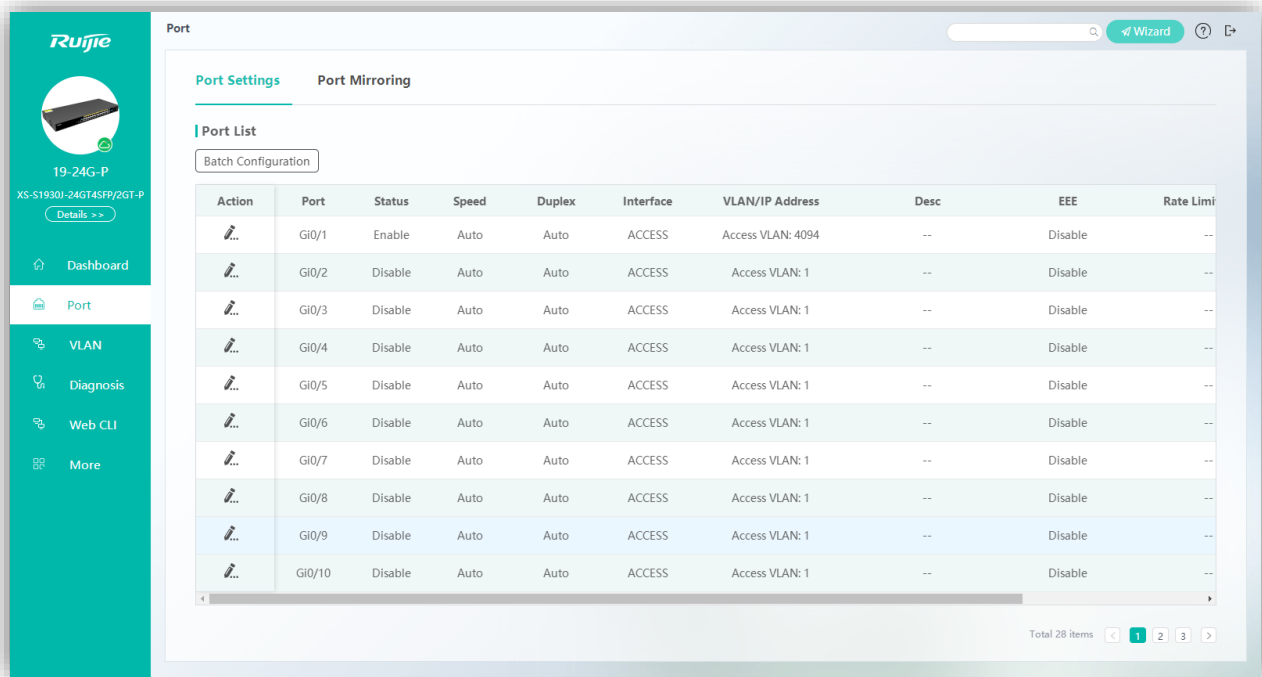 Ruijie
Port
Wizard
19-24G-P
XS-S1930J-24GT4SFP/2GT-P
Details >>
Dashboard
Port
VLAN
Diagnosis
Web CLI
More
Port Settings Port Mirroring
Port List
Batch Configuration
Action Port Status Speed Duplex Interface VLAN/IP Address Desc EEE Rate Limi
Gi0/1 Enable Auto Auto ACCESS Access VLAN: 4094 -- Disable --
Gi0/2 Disable Auto Auto ACCESS Access VLAN: 1 -- Disable --
Gi0/3 Disable Auto Auto ACCESS Access VLAN: 1 -- Disable --
Gi0/4 Disable Auto Auto ACCESS Access VLAN: 1 -- Disable --
Gi0/5 Disable Auto Auto ACCESS Access VLAN: 1 -- Disable --
Gi0/6 Disable Auto Auto ACCESS Access VLAN: 1 -- Disable --
Gi0/7 Disable Auto Auto ACCESS Access VLAN: 1 -- Disable --
Gi0/8 Disable Auto Auto ACCESS Access VLAN: 1 -- Disable --
Gi0/9 Disable Auto Auto ACCESS Access VLAN: 1 -- Disable --
Gi0/10 Disable Auto Auto ACCESS Access VLAN: 1 -- Disable --
Total 28 items < 1 2 3 >